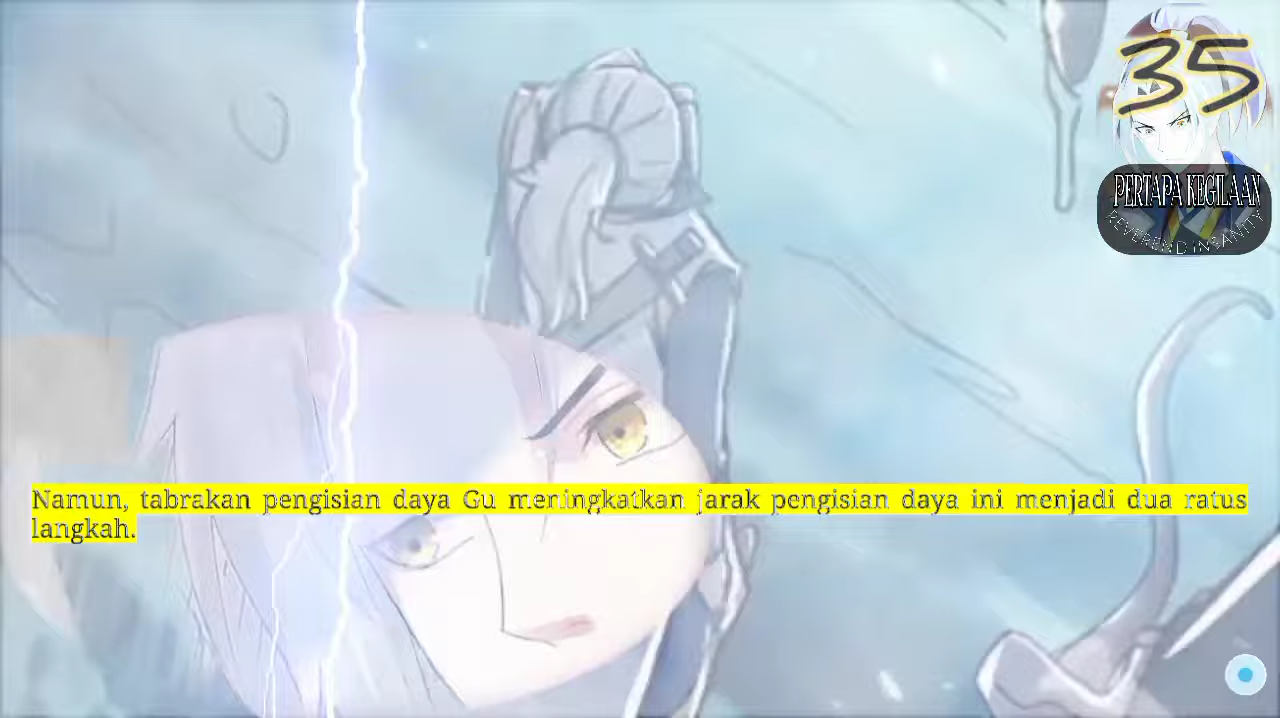 35
PERTAPA KEGILAAN
REVEREND INSANITY
Namun, tabrakan pengisian daya Gu meningkatkan jarak pengisian daya ini menjadi dua ratus
langkah.